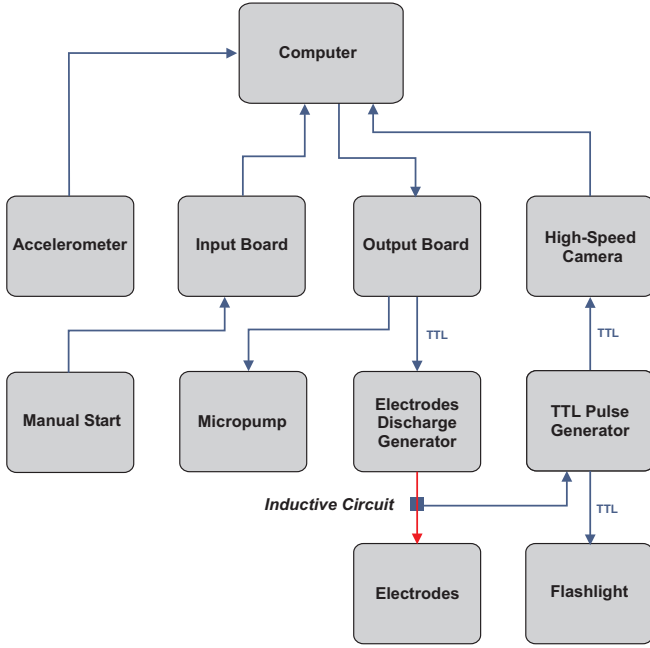 Computer
Accelerometer
Input Board
Output Board
High-Speed
Camera
TTL
TTL
Manual Start
Micropump
Electrodes
Discharge
Generator
TTL Pulse
Generator
Inductive Circuit
TTL
Electrodes
Flashlight